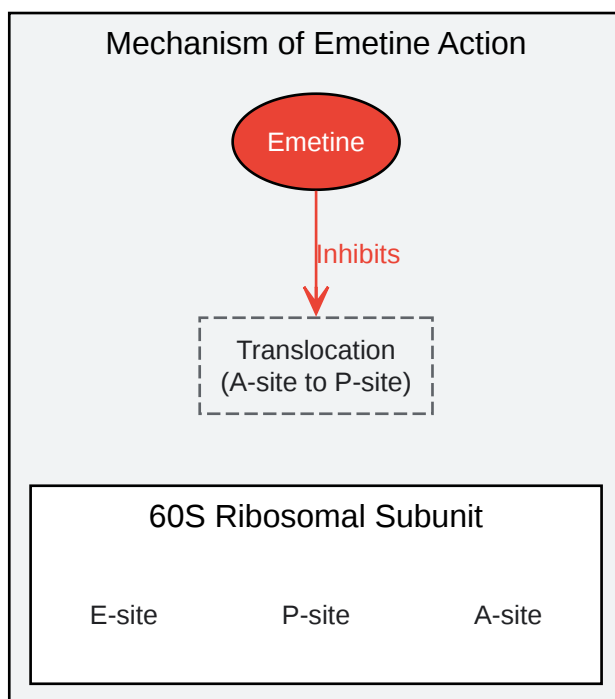 Mechanism of Emetine Action
Emetine
Inhibits
Translocation
(A-site to P-site)
60S Ribosomal Subunit
E-site P-site A-site